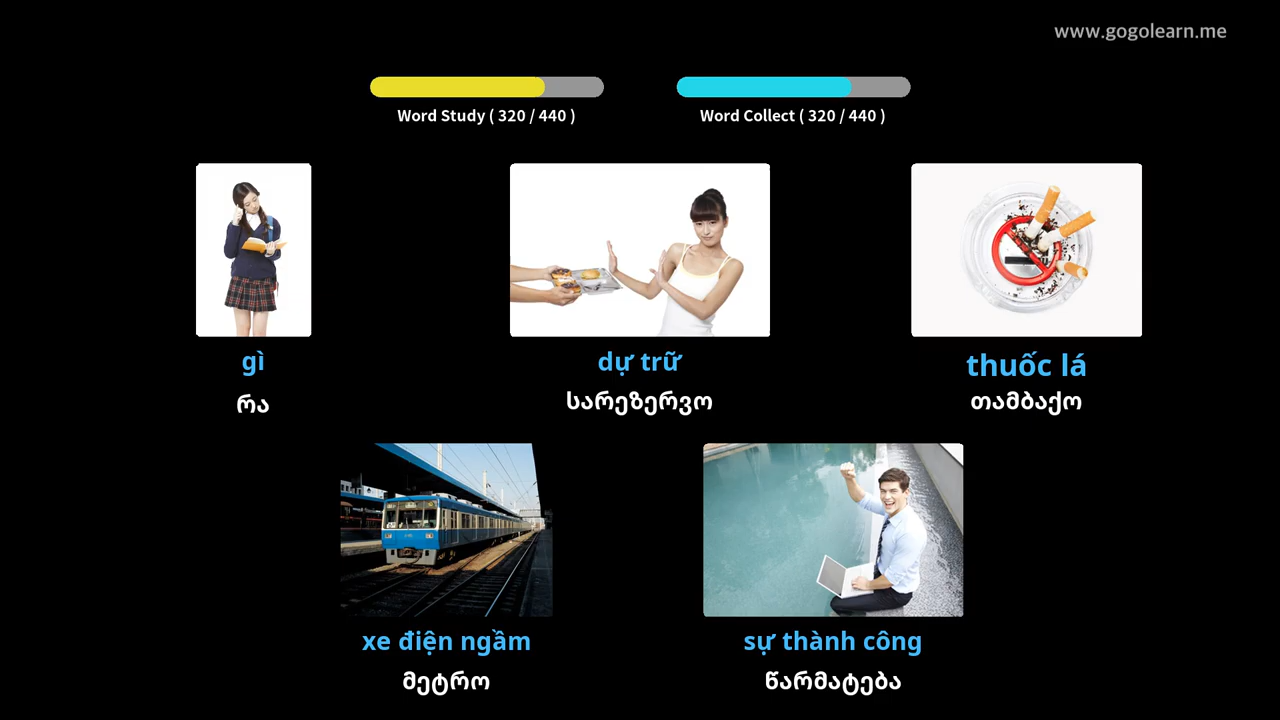 www.gogolearn.me
Word Study ( 320 / 440 )
Word Collect ( 320 / 440 )
gì
რა
dự trữ
სარეზერვო
thuốc lá
თამბაქო
xe điện ngầm
მეტრო
sự thành công
წარმატება